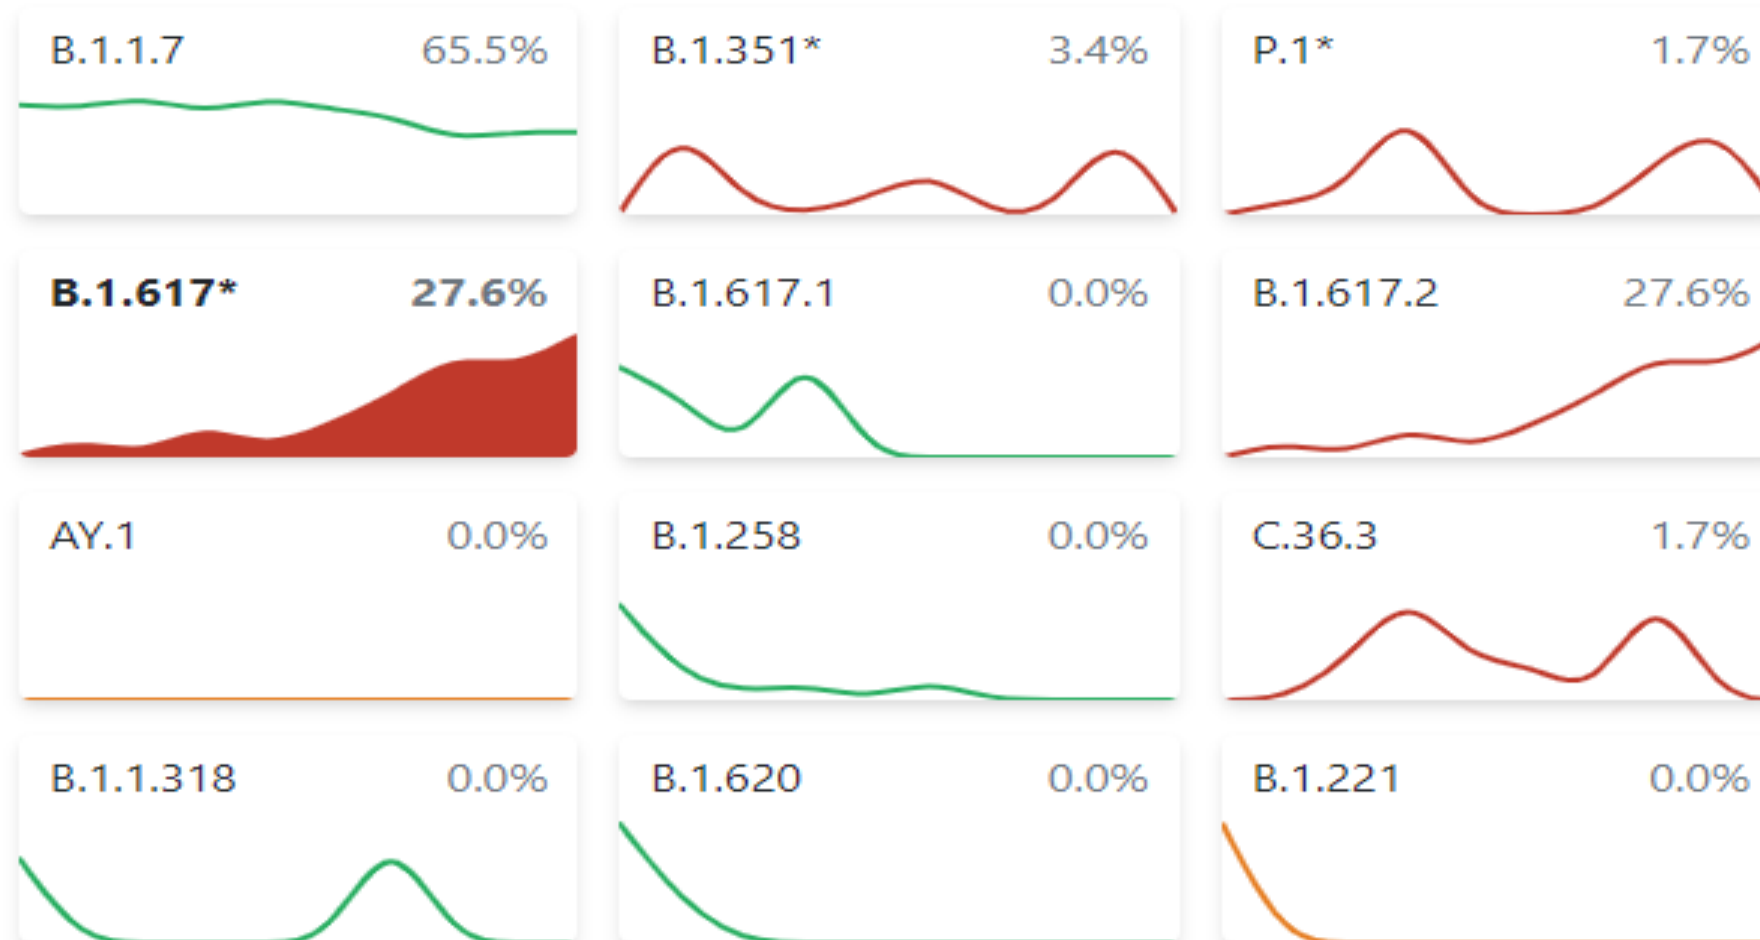 B.1.1.7 65.5%
B.1.351* 3.4%
P.1* 1.7%
B.1.617* 27.6%
B.1.617.1 0.0%
B.1.617.2 27.6%
AY.1 0.0%
B.1.258 0.0%
C.36.3 1.7%
B.1.1.318 0.0%
B.1.620 0.0%
B.1.221 0.0%